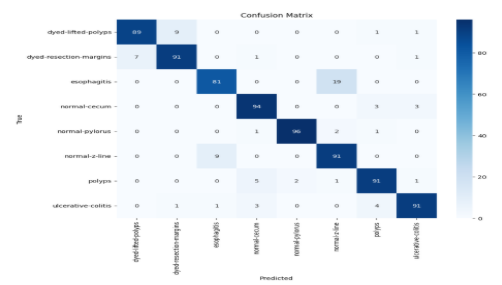 Confusion Matrix
dyed-lifted-polyps 89 9 0 0 0 0 1 1
dyed-resection-margins 7 91 0 1 0 0 0 1
esophagitis 0 0 81 0 0 19 0 0
normal-cecum 0 0 0 94 0 0 3 3
normal-pylorus 0 0 0 1 96 2 1 0
normal-z-line 0 0 9 0 0 91 0 0
polyps 0 0 0 5 2 1 91 1
ulcerative-colitis 0 1 1 3 0 0 4 91
True
dyed-lifted-polyps
dyed-resection-margins
esophagitis
normal-cecum
normal-pylorus
normal-z-line
polyps
ulcerative-colitis
Predicted
80
60
40
20
0